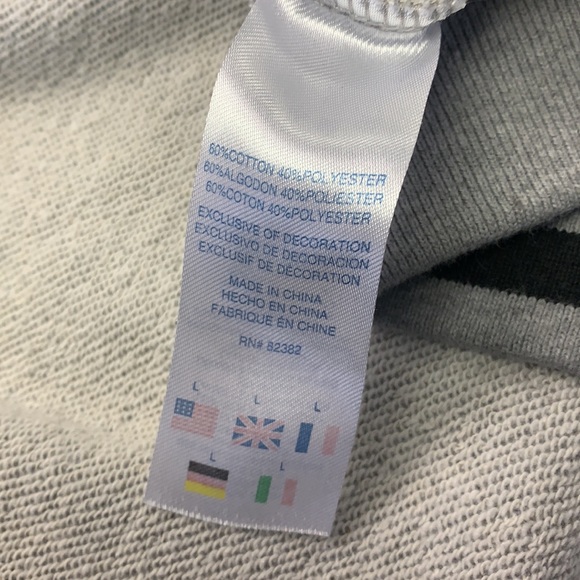 60%COTTON 40%POLYESTER
60%ALGODON 40%POLIESTER
60%COTON 40%POLYESTER
EXCLUSIVE OF DECORATION
EXCLUSIVO DE DECORACION
EXCLUSIF DE DÉCORATION
MADE IN CHINA
HECHO EN CHINA
FABRIQUE EN CHINE
RN# 82382
L L L
L L